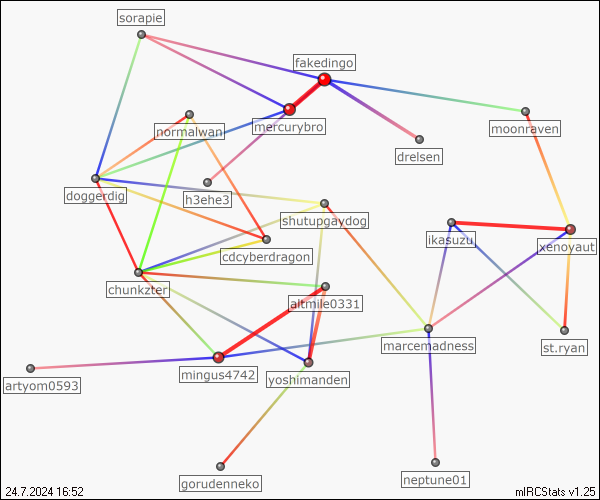 sorapie
fakedingo
normalwan
mercurybro
moonraven
drelsen
doggerdig
h3ehe3
shutupgaydog
ikasuzu
xenoyaut
cdcyberdragon
chunkzter
altmile0331
marcemadness
st.ryan
artyom0593
mingus4742
yoshimanden
gorudenneko
neptune01
24.7.2024 16:52
mIRCStats v1.25